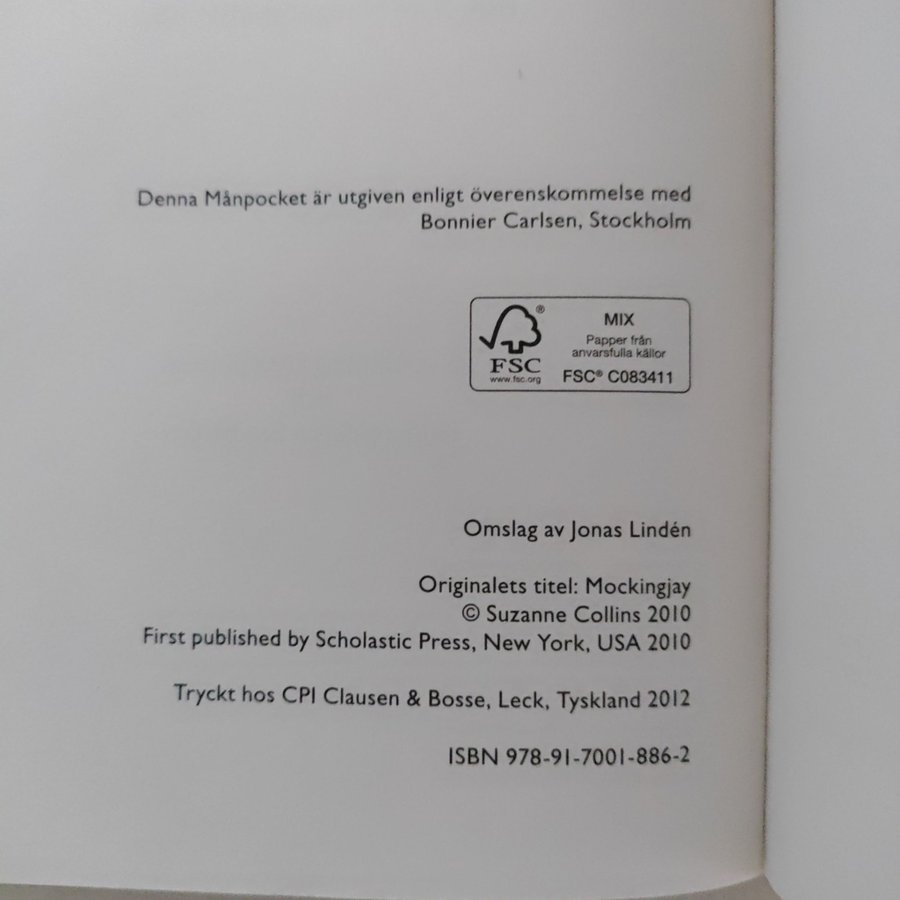 Denna Månpocket är utgiven enligt överenskommelse med
Bonnier Carlsen, Stockholm
®
FSC
www.fsc.org
MIX
Papper från
anvarsfulla källor
FSC® C083411
Omslag av Jonas Lindén
Originalets titel: Mockingjay
© Suzanne Collins 2010
First published by Scholastic Press, New York, USA 2010
Tryckt hos CPI Clausen & Bosse, Leck, Tyskland 2012
ISBN 978-91-7001-886-2